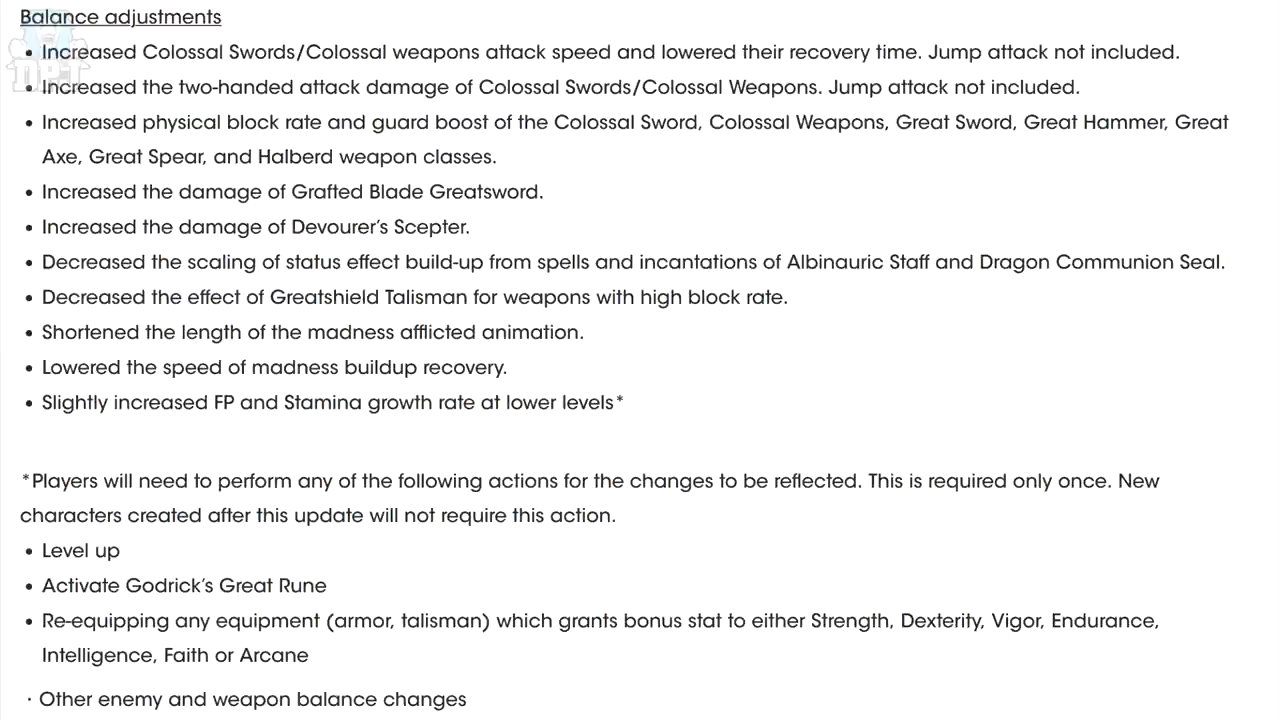 Balance adjustments
• Increased Colossal Swords/Colossal weapons attack speed and lowered their recovery time. Jump attack not included.
• Increased the two-handed attack damage of Colossal Swords/Colossal Weapons. Jump attack not included.
• Increased physical block rate and guard boost of the Colossal Sword, Colossal Weapons, Great Sword, Great Hammer, Great
Axe, Great Spear, and Halberd weapon classes.
• Increased the damage of Grafted Blade Greatsword.
• Increased the damage of Devourer’s Scepter.
• Decreased the scaling of status effect build-up from spells and incantations of Albinauric Staff and Dragon Communion Seal.
• Decreased the effect of Greatshield Talisman for weapons with high block rate.
• Shortened the length of the madness afflicted animation.
• Lowered the speed of madness buildup recovery.
• Slightly increased FP and Stamina growth rate at lower levels*
*Players will need to perform any of the following actions for the changes to be reflected. This is required only once. New
characters created after this update will not require this action.
• Level up
• Activate Godrick’s Great Rune
• Re-equipping any equipment (armor, talisman) which grants bonus stat to either Strength, Dexterity, Vigor, Endurance,
Intelligence, Faith or Arcane
· Other enemy and weapon balance changes